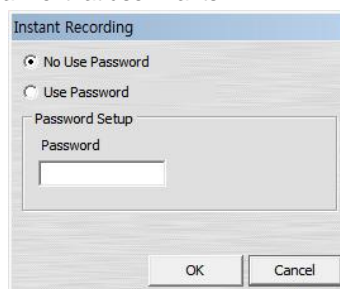 Instant Recording
No Use Password
Use Password
Password Setup
Password
OK Cancel